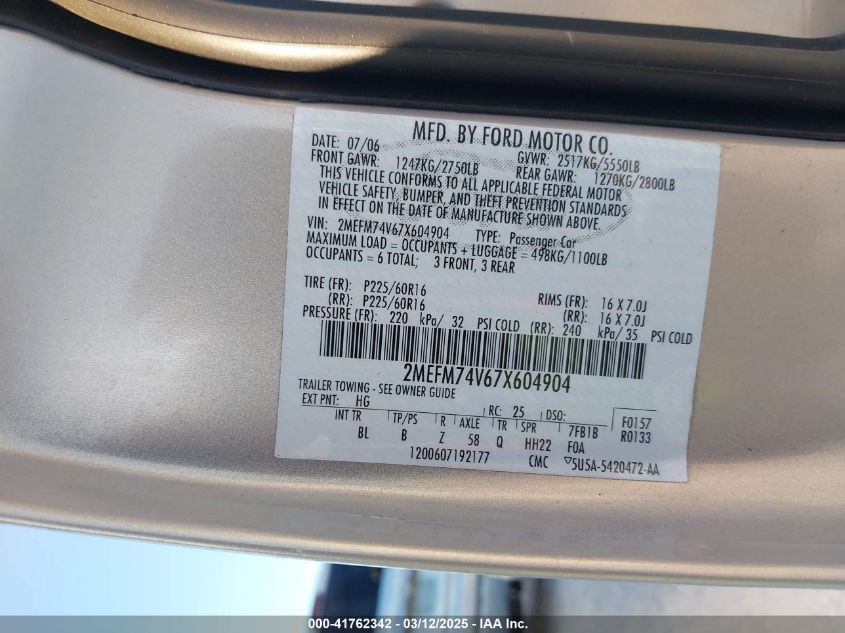 MFD. BY FORD MOTOR CO.
DATE: 07/06 GVWR: 2517KG/5550LB
FRONT GAWR: 1247KG/2750LB REAR GAWR: 1270KG/2800LB
THIS VEHICLE CONFORMS TO ALL APPLICABLE FEDERAL MOTOR
VEHICLE SAFETY, BUMPER, AND THEFT PREVENTION STANDARDS
IN EFFECT ON THE DATE OF MANUFACTURE SHOWN ABOVE.
VIN: 2MEFM74V67X604904 TYPE: Passenger Car
MAXIMUM LOAD = OCCUPANTS + LUGGAGE = 498KG/1100LB
OCCUPANTS = 6 TOTAL; 3 FRONT, 3 REAR
TIRE (FR): P225/60R16 RIMS (FR): 16 X 7.0J
(RR): P225/60R16 (RR): 16 X 7.0J
PRESSURE (FR): 220 kPa/ 32 PSI COLD (RR): 240 kPa/ 35 PSI COLD
2MEFM74V67X604904
TRAILER TOWING - SEE OWNER GUIDE
EXT PNT: HG RC: 25 DSO: F0157
INT TR TP/PS R AXLE TR SPR 7FB1B R0133
BL B Z 58 Q HH22 FOA
1200607192177 CMC ▽5U5A-5420472-AA
000-41762342 - 03/12/2025 - IAA Inc.